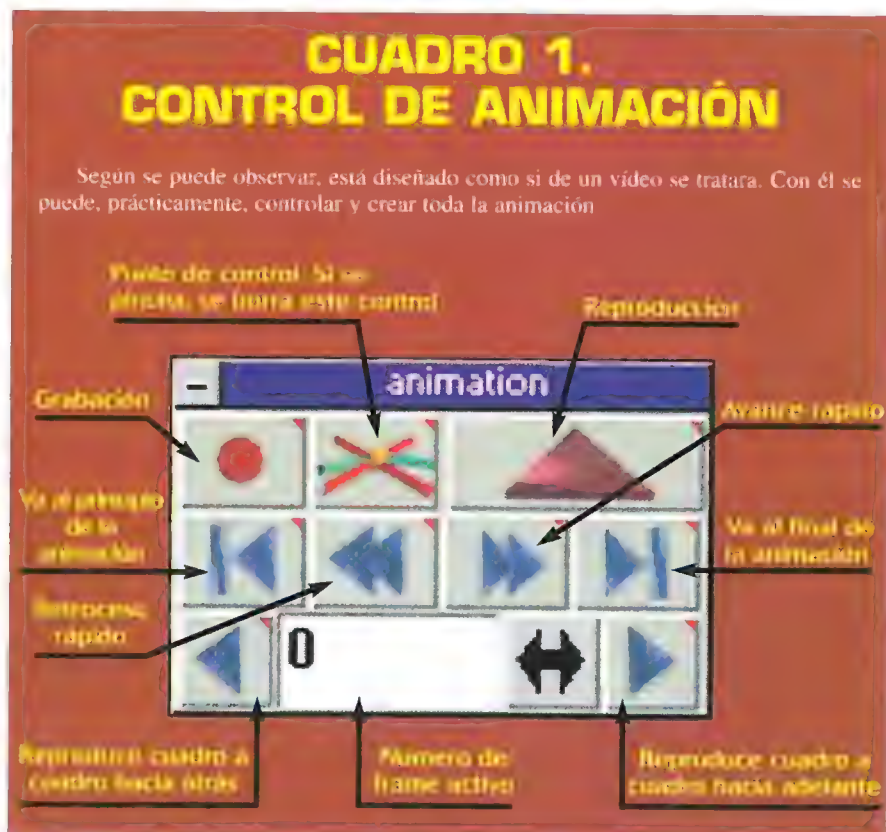 CUADRO 1.
CONTROL DE ANIMACIÓN
Según se puede observar, está diseñado como si de un vídeo se tratara. Con él se
puede, prácticamente, controlar y crear toda la animación
Punto de control. Si se
pincha, se borra este control
Reproducción
Grabación
animation
Avance rápido
Va al principio
de la
animación
Va al final de
la animación
Retroceso
rápido
0
Reproduce cuadro a
cuadro hacia atrás
Número de
frame activo
Reproduce cuadro a
cuadro hacia adelante